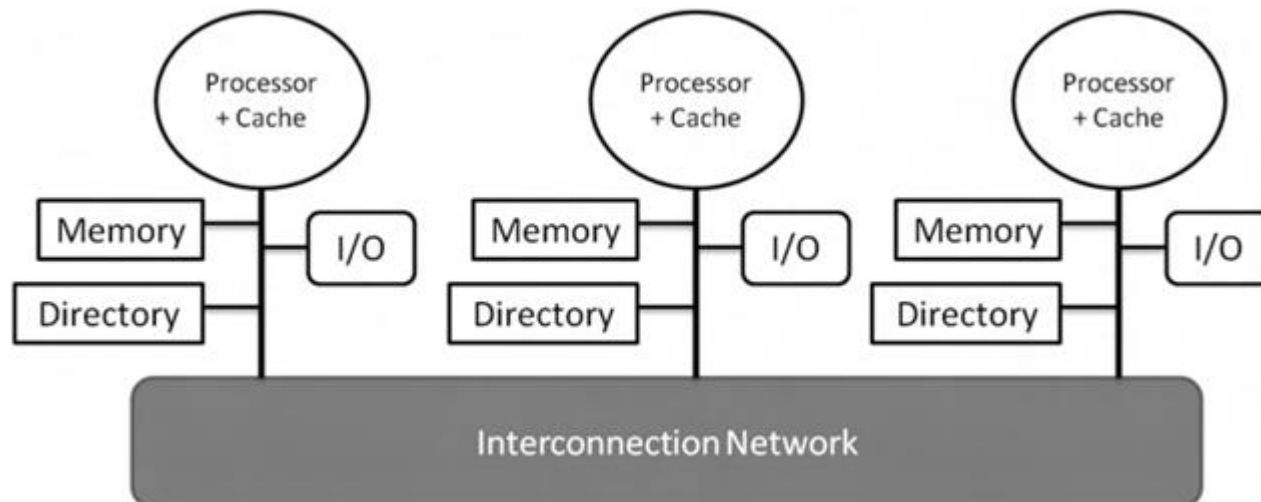 Processor
+ Cache
Processor
+ Cache
Processor
+ Cache
Memory
I/O
Memory
I/O
Memory
I/O
Directory
Directory
Directory
Interconnection Network